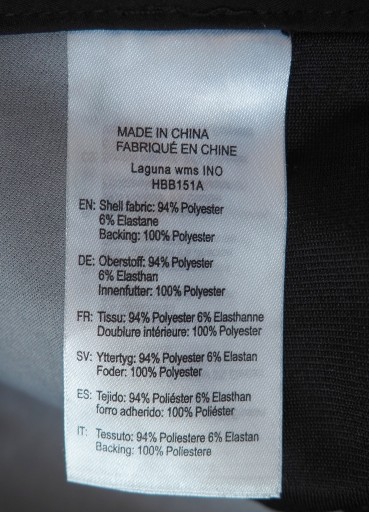 MADE IN CHINA
FABRIQUÉ EN CHINE
Laguna wms INO
HBB151A
EN: Shell fabric: 94% Polyester
6% Elastane
Backing: 100% Polyester
DE: Oberstoff: 94% Polyester
6% Elasthan
Innenfutter: 100% Polyester
FR: Tissu: 94% Polyester 6% Elasthanne
Doublure intérieure: 100% Polyester
SV: Yttertyg: 94% Polyester 6% Elastan
Foder: 100% Polyester
ES: Tejido: 94% Poliéster 6% Elasthan
forro adherido: 100% Poliéster
IT: Tessuto: 94% Poliestere 6% Elastan
Backing: 100% Poliestere